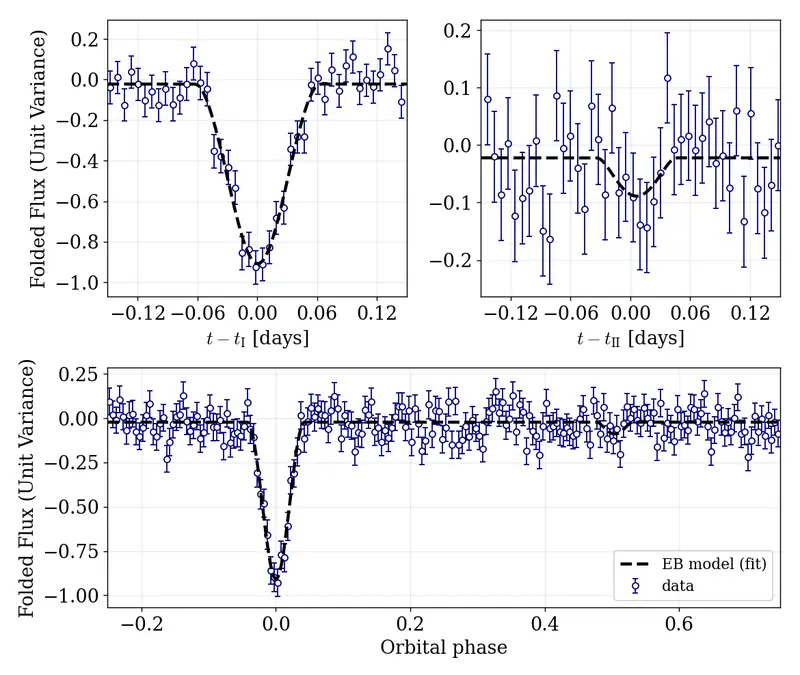 Folded Flux (Unit Variance)
0.2
0.0
−0.2
−0.4
−0.6
−0.8
−1.0
−0.12 −0.06 0.00 0.06 0.12
t − tI [days]
0.2
0.1
0.0
−0.1
−0.2
−0.12 −0.06 0.00 0.06 0.12
t − tII [days]
Folded Flux (Unit Variance)
0.25
0.00
−0.25
−0.50
−0.75
−1.00
EB model (fit)
data
−0.2 0.0 0.2 0.4 0.6
Orbital phase